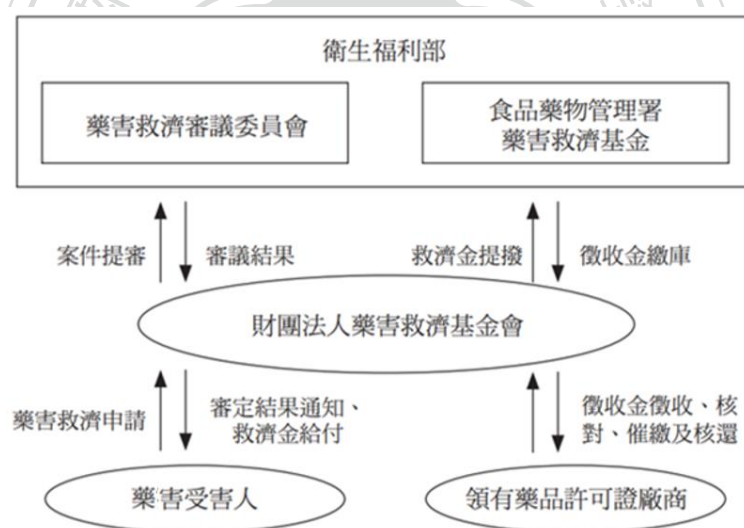 衛生福利部
藥害救濟審議委員會
食品藥物管理署
藥害救濟基金
案件提審
審議結果
救濟金提撥
徵收金繳庫
財團法人藥害救濟基金會
藥害救濟申請
審定結果通知、
救濟金給付
徵收金徵收、核
對、催繳及核還
藥害受害人
領有藥品許可證廠商